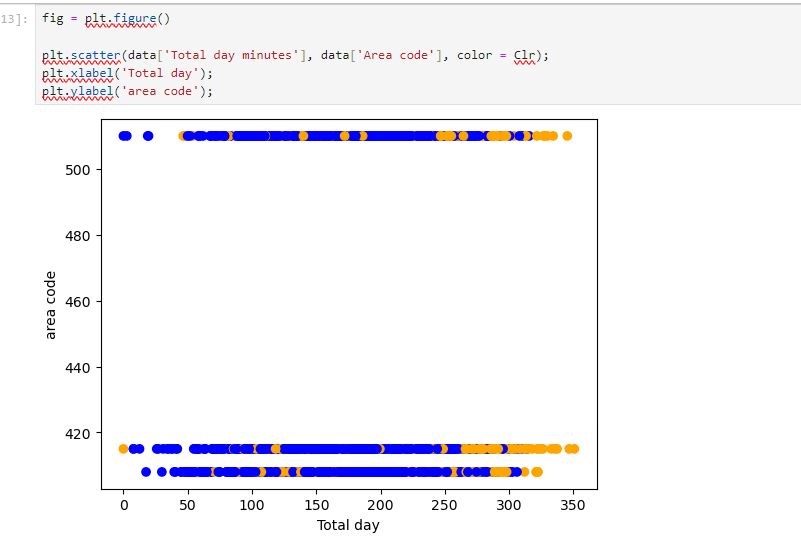 13]:
fig = plt.figure()
plt.scatter(data['Total day minutes'], data['Area code'], color = Clr);
plt.xlabel('Total day');
plt.ylabel('area code');
500
480
460
440
420
area code
0 50 100 150 200 250 300 350
Total day